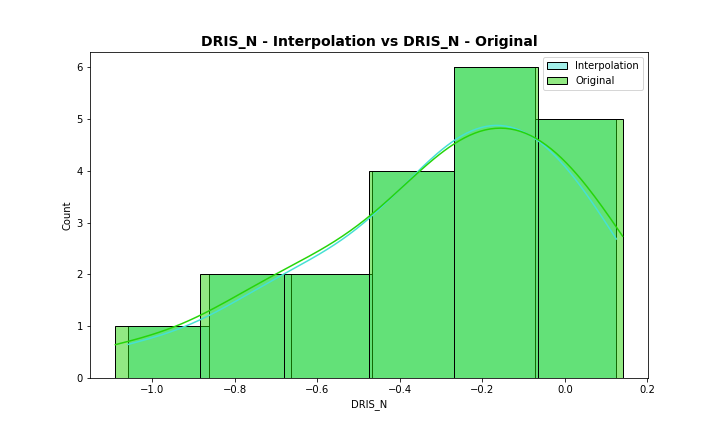 DRIS_N - Interpolation vs DRIS_N - Original
Interpolation
Original
6
5
4
3
2
1
0
Count
−1.0 −0.8 −0.6 −0.4 −0.2 0.0 0.2
DRIS_N